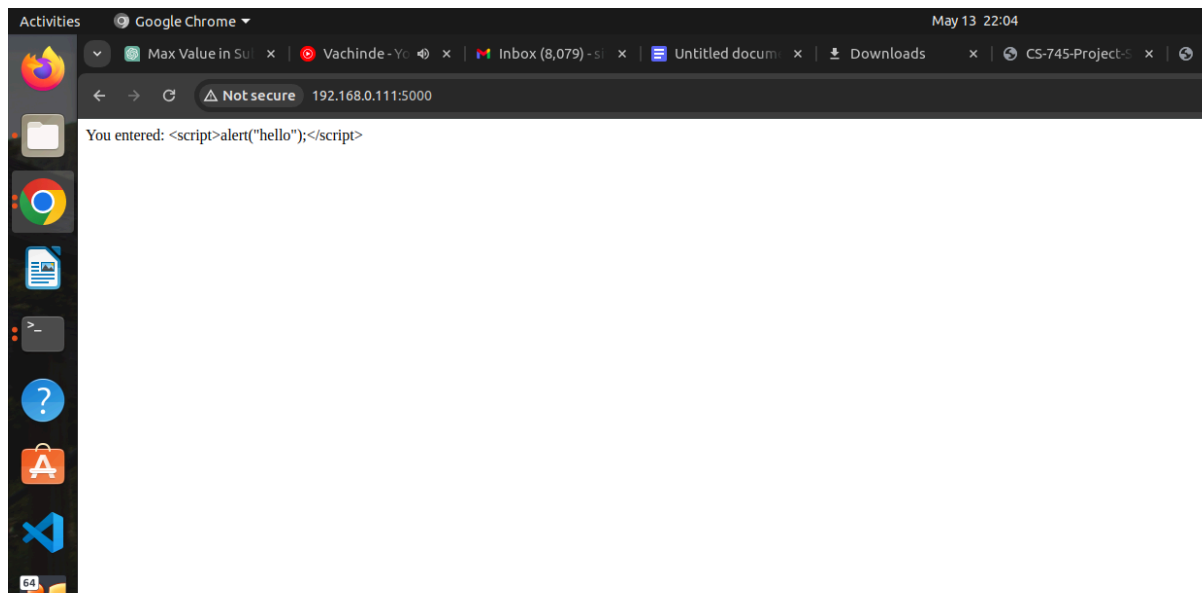 Activities Google Chrome May 13 22:04
Max Value in Su Vachinde - Yo Inbox (8,079) - si Untitled docum Downloads CS-745-Project-S
Not secure 192.168.0.111:5000
You entered: <script>alert("hello");</script>
>_
?
A
64